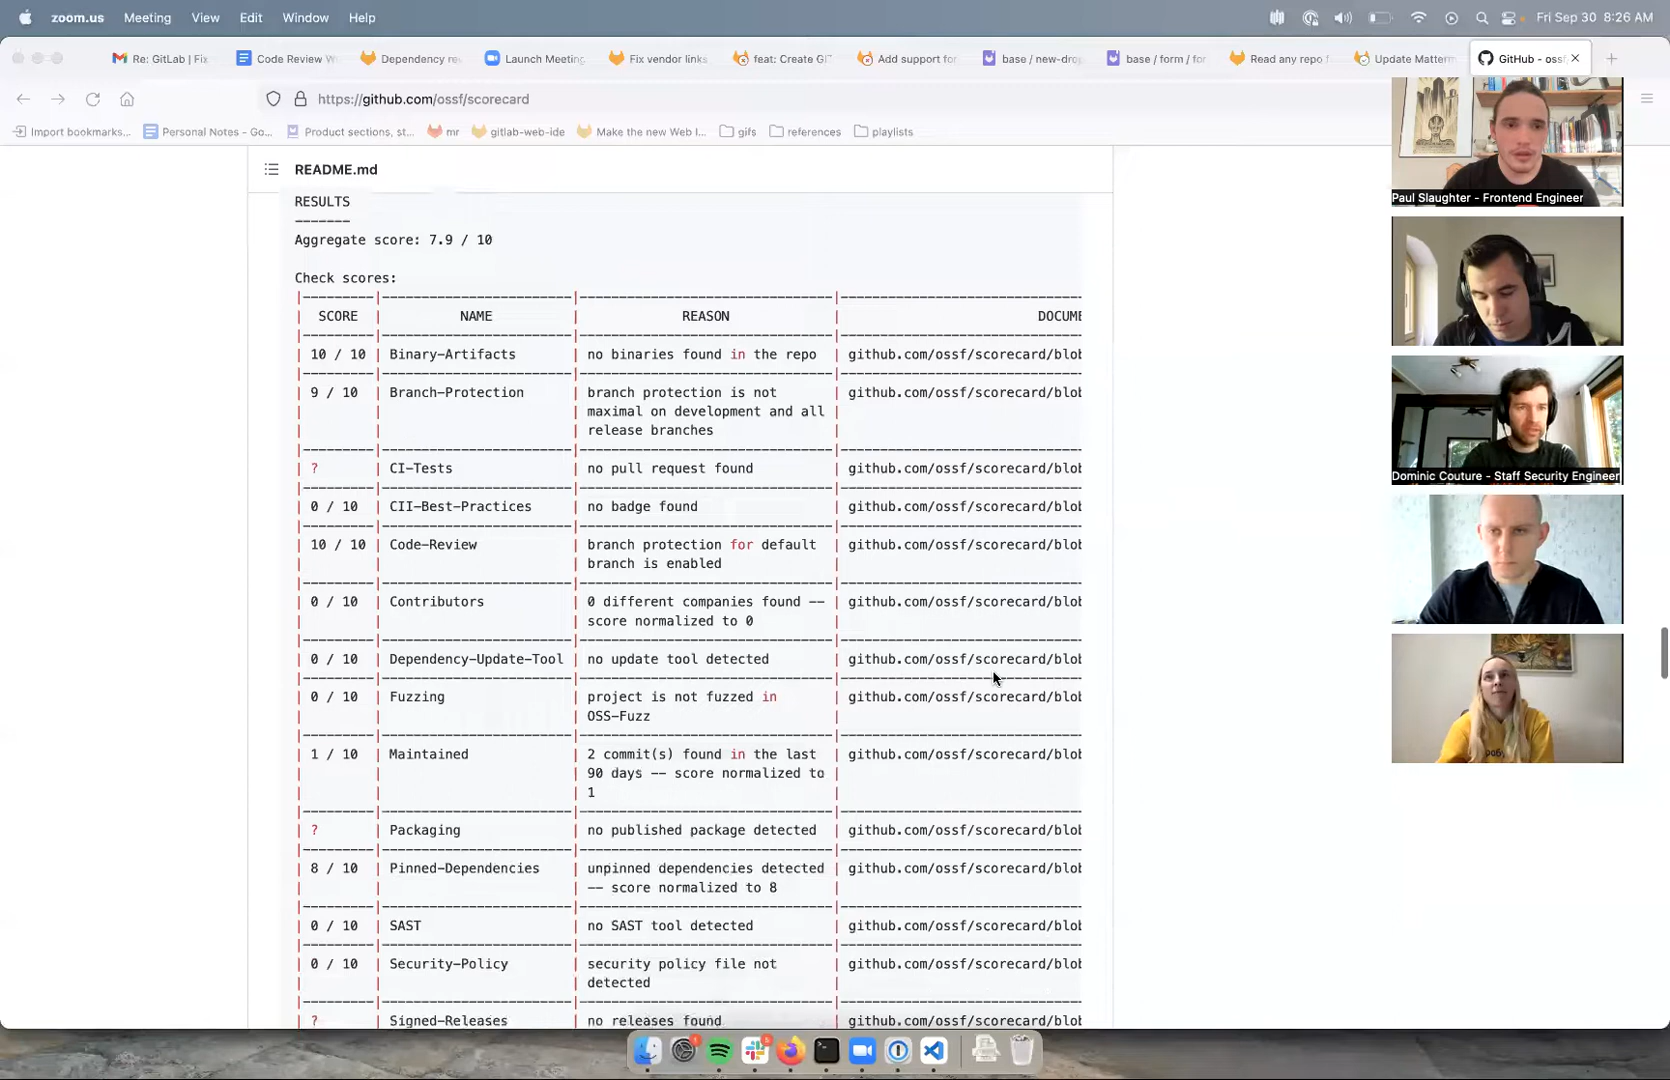 zoom.us Meeting View Edit Window Help Fri Sep 30 8:26 AM
Re: GitLab | Fix Code Review W Dependency re Launch Meeting Fix vendor links feat: Create GI Add support for base / new-drop base / form / for Read any repo f Update Matterm GitHub - oss
https://github.com/ossf/scorecard
Import bookmarks... Personal Notes - Go... Product sections, st... mr gitlab-web-ide Make the new Web I... gifs references playlists
README.md
RESULTS
-------
Aggregate score: 7.9 / 10
Check scores:
SCORE | NAME | REASON | DOCUME
10 / 10 | Binary-Artifacts | no binaries found in the repo | github.com/ossf/scorecard/blob
9 / 10 | Branch-Protection | branch protection is not | github.com/ossf/scorecard/blob
maximal on development and all
release branches
? | CI-Tests | no pull request found | github.com/ossf/scorecard/blob
0 / 10 | CII-Best-Practices | no badge found | github.com/ossf/scorecard/blob
10 / 10 | Code-Review | branch protection for default | github.com/ossf/scorecard/blob
branch is enabled
0 / 10 | Contributors | 0 different companies found -- | github.com/ossf/scorecard/blob
score normalized to 0
0 / 10 | Dependency-Update-Tool | no update tool detected | github.com/ossf/scorecard/blob
0 / 10 | Fuzzing | project is not fuzzed in | github.com/ossf/scorecard/blob
OSS-Fuzz
1 / 10 | Maintained | 2 commit(s) found in the last | github.com/ossf/scorecard/blob
90 days -- score normalized to
1
? | Packaging | no published package detected | github.com/ossf/scorecard/blob
8 / 10 | Pinned-Dependencies | unpinned dependencies detected | github.com/ossf/scorecard/blob
-- score normalized to 8
0 / 10 | SAST | no SAST tool detected | github.com/ossf/scorecard/blob
0 / 10 | Security-Policy | security policy file not | github.com/ossf/scorecard/blob
detected
? | Signed-Releases | no releases found | github.com/ossf/scorecard/blob
Paul Slaughter - Frontend Engineer
Dominic Couture - Staff Security Engineer